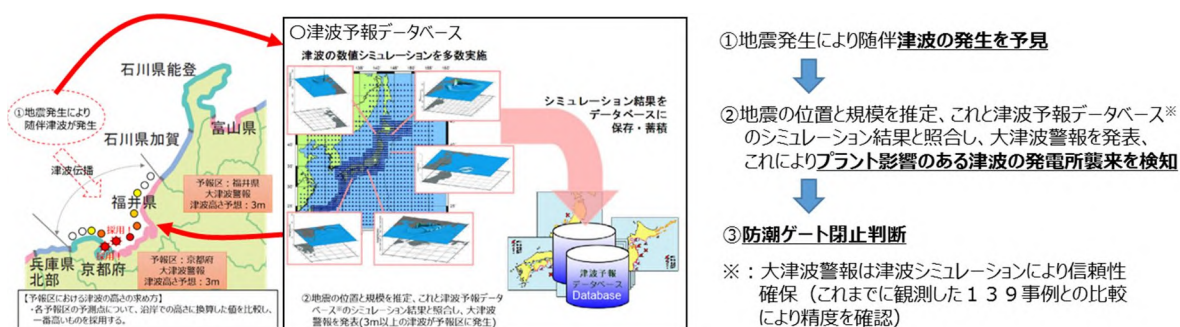 石川県能登
①地震発生により
随伴津波が発生
石川県加賀
富山県
津波伝播
予報区:福井県
大津波警報
津波高さ予想:3m
福井県
採用!
採用!
兵庫県
北部
京都府
予報区:京都府
大津波警報
津波高さ予想:3m
【予報区における津波の高さの求め方】
・各予報区の予測点について、沿岸での高さに換算した値を比較し、
一番高いものを採用する。
〇津波予報データベース
津波の数値シミュレーションを多数実施
シミュレーション結果を
データベースに
保存・蓄積
津波予報
データベース
Database
②地震の位置と規模を推定、これと津波予報データ
ベース※のシミュレーション結果と照合し、大津波
警報を発表(3m以上の津波が予報区に発生)
①地震発生により随伴津波の発生を予見
②地震の位置と規模を推定、これと津波予報データベース※
のシミュレーション結果と照合し、大津波警報を発表、
これによりプラント影響のある津波の発電所襲来を検知
③防潮ゲート閉止判断
※:大津波警報は津波シミュレーションにより信頼性
確保(これまでに観測した139事例との比較
により精度を確認)